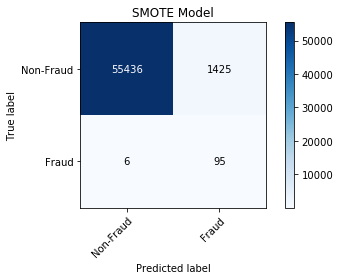 SMOTE Model
Non-Fraud
55436
1425
50000
40000
30000
20000
10000
True label
Fraud
6
95
Non-Fraud
Fraud
Predicted label